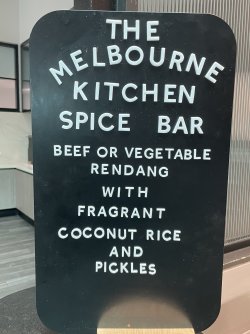 THE
MELBOURNE
KITCHEN
SPICE BAR
BEEF OR VEGETABLE
RENDANG
WITH
FRAGRANT
COCONUT RICE
AND
PICKLES